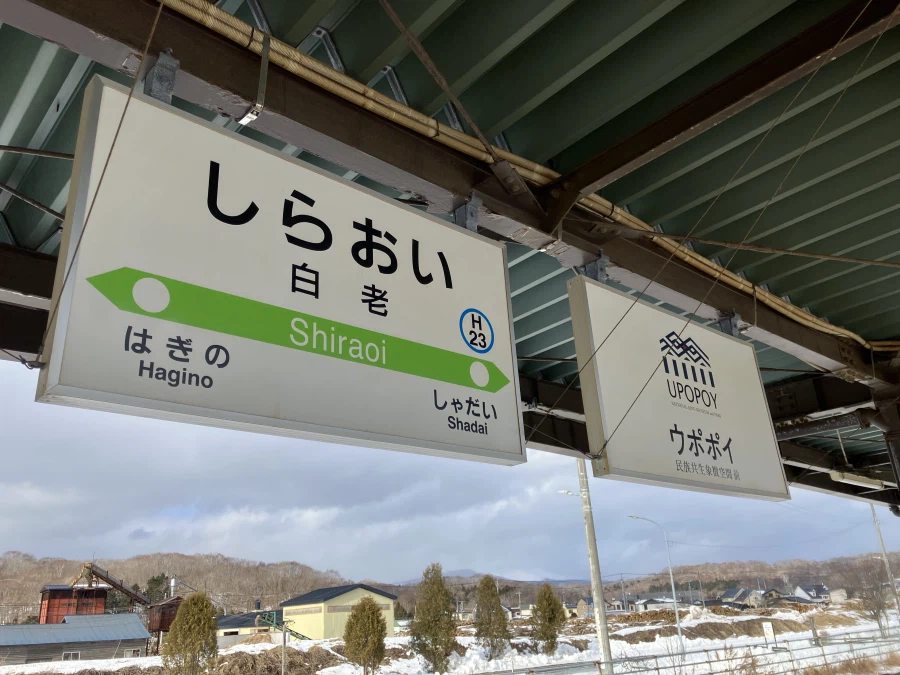 しらおい
白老
H
23
Shiraoi
はぎの
Hagino
しゃだい
Shadai
UPOPOY
ウポポイ
民族共生象徴空間前